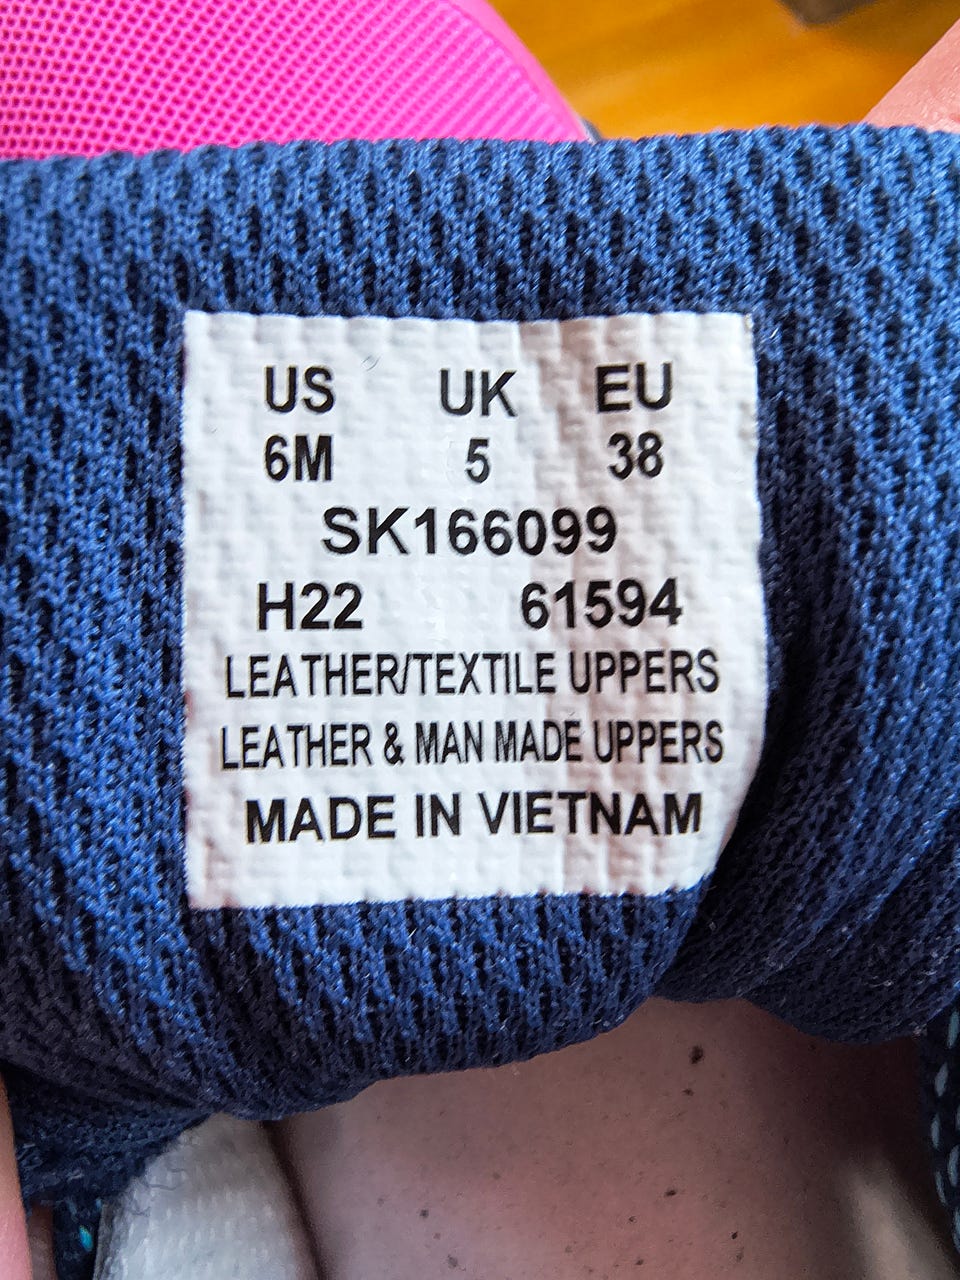 US UK EU
6M 5 38
SK166099
H22 61594
LEATHER/TEXTILE UPPERS
LEATHER & MAN MADE UPPERS
MADE IN VIETNAM